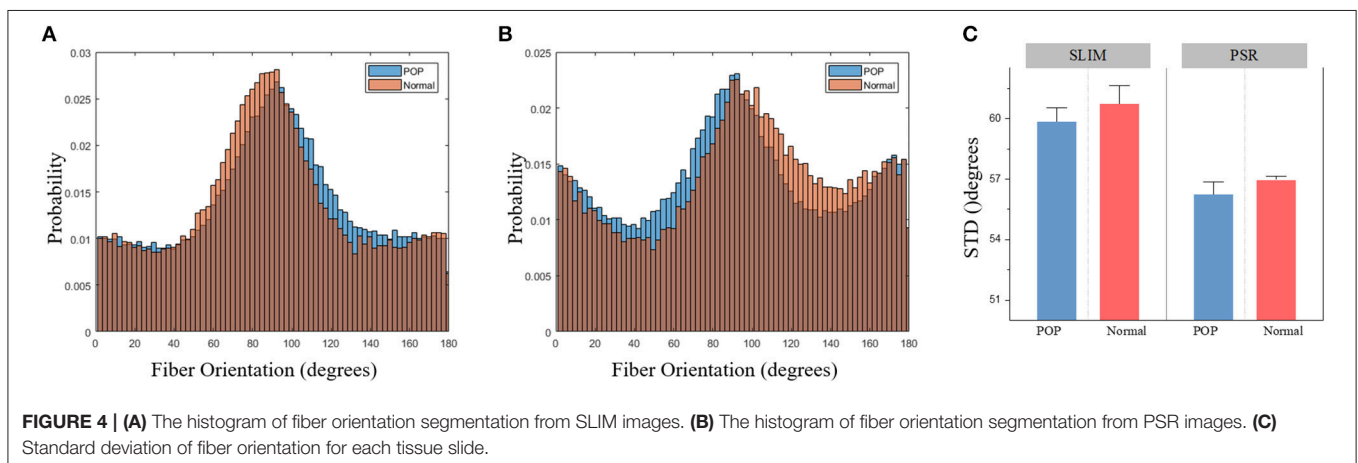 A
0.03
0.025
0.02
0.015
0.01
0.005
0
Probability
POP
Normal
0 20 40 60 80 100 120 140 160 180
Fiber Orientation (degrees)
B
0.025
0.02
0.015
0.01
0.005
0
Probability
POP
Normal
0 20 40 60 80 100 120 140 160 180
Fiber Orientation (degrees)
C
SLIM PSR
60
57
54
51
STD ()degrees
POP Normal POP Normal
FIGURE 4 | (A) The histogram of fiber orientation segmentation from SLIM images. (B) The histogram of fiber orientation segmentation from PSR images. (C)
Standard deviation of fiber orientation for each tissue slide.